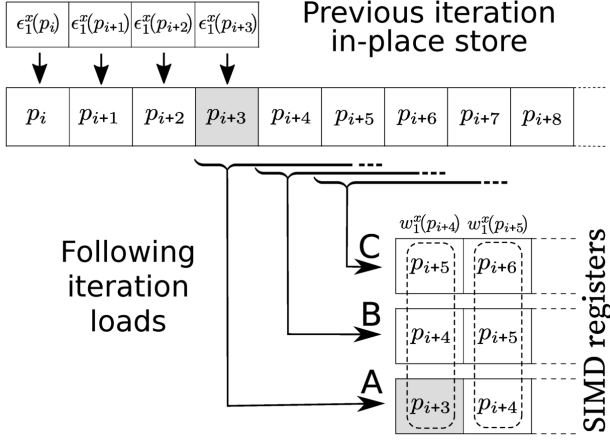 ϵ₁ˣ(pᵢ) ϵ₁ˣ(pᵢ₊₁) ϵ₁ˣ(pᵢ₊₂) ϵ₁ˣ(pᵢ₊₃)
Previous iteration
in-place store
pᵢ pᵢ₊₁ pᵢ₊₂ pᵢ₊₃ pᵢ₊₄ pᵢ₊₅ pᵢ₊₆ pᵢ₊₇ pᵢ₊₈
Following
iteration
loads
w₁ˣ(pᵢ₊₄) w₁ˣ(pᵢ₊₅)
C pᵢ₊₅ pᵢ₊₆
B pᵢ₊₄ pᵢ₊₅
A pᵢ₊₃ pᵢ₊₄
SIMD registers